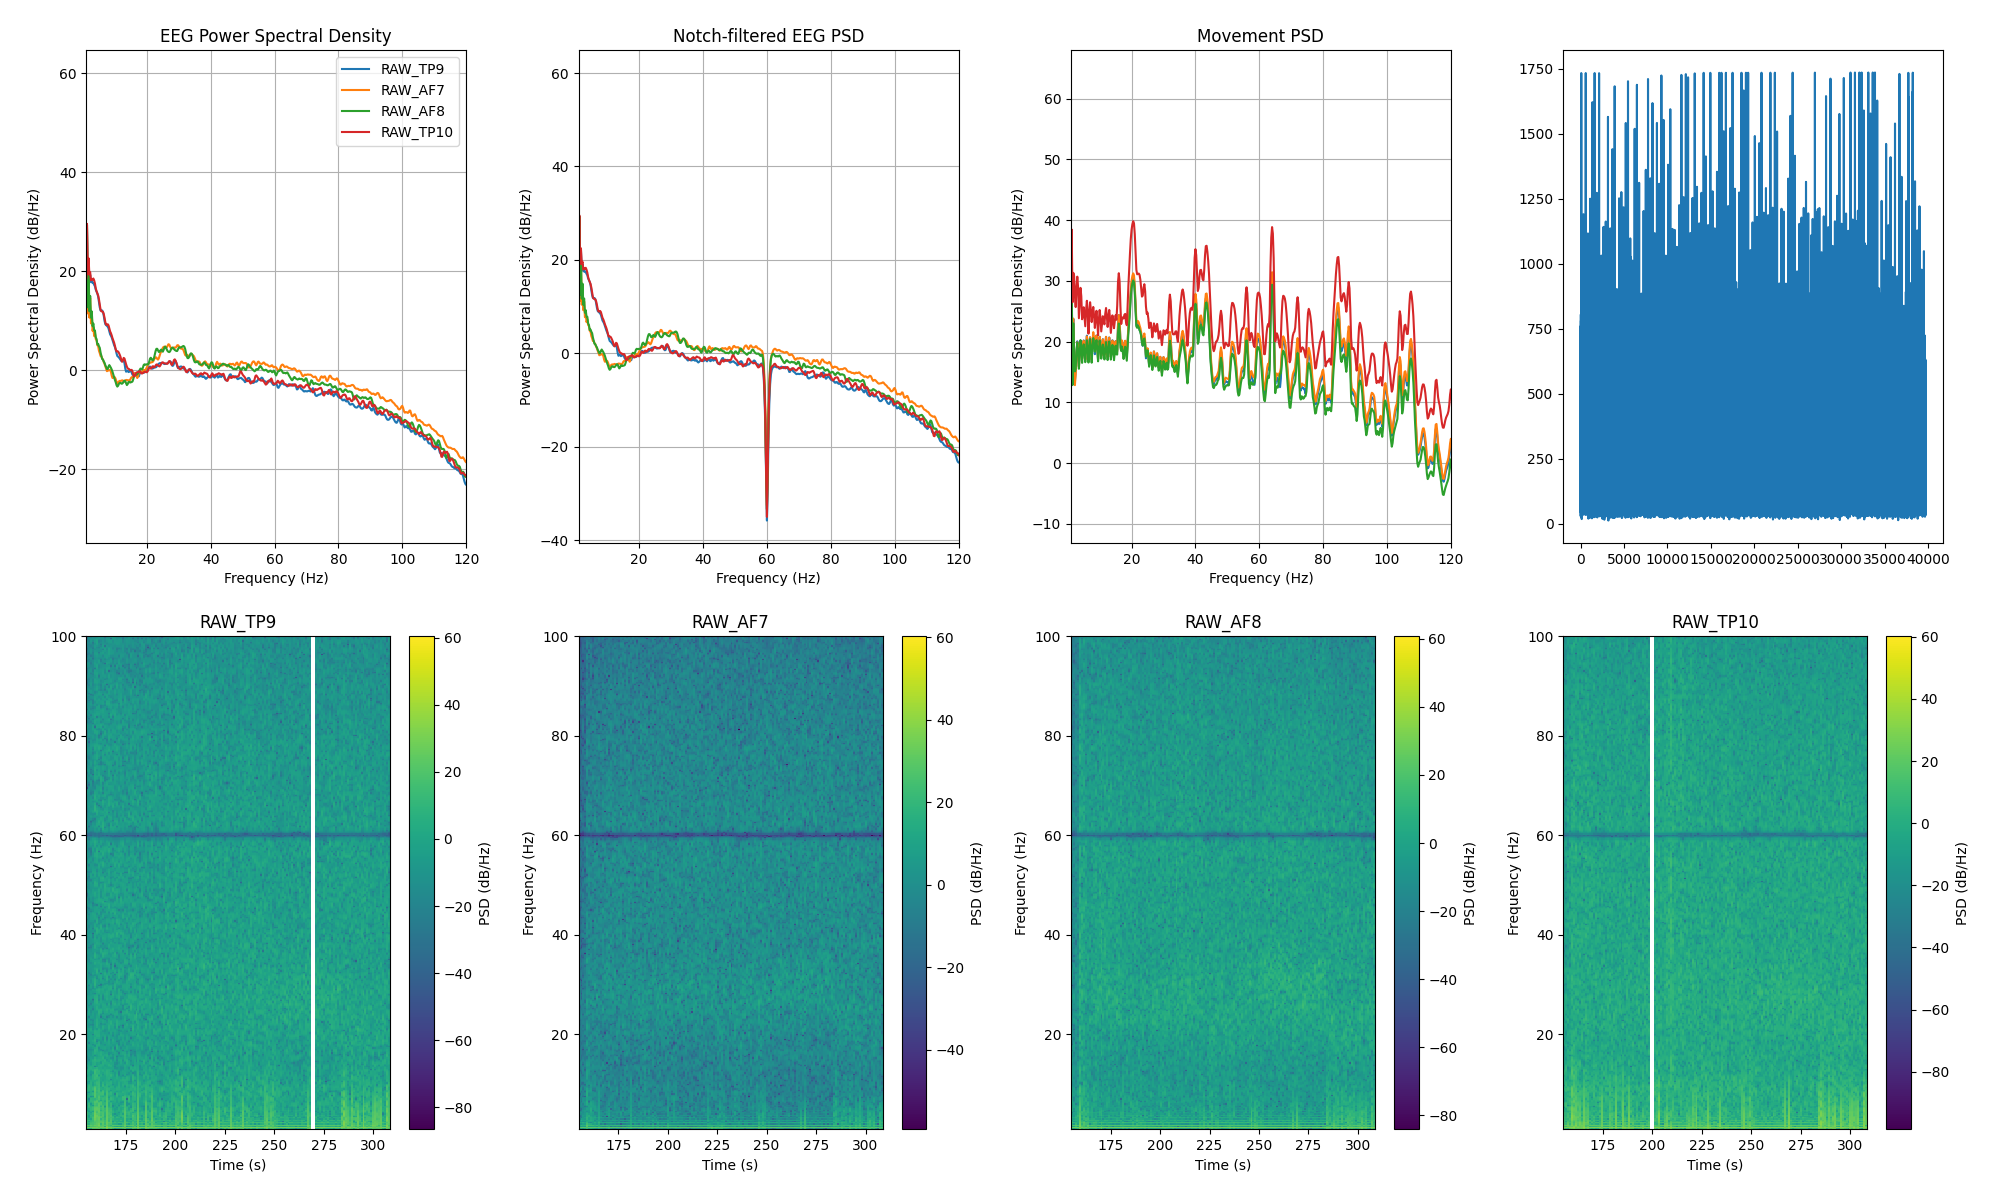 EEG Power Spectral Density
Notch-filtered EEG PSD
Movement PSD
RAW_TP9
RAW_AF7
RAW_AF8
RAW_TP10
Power Spectral Density (dB/Hz)
60
40
20
0
−20
20 40 60 80 100 120
Frequency (Hz)
Power Spectral Density (dB/Hz)
60
40
20
0
−20
−40
20 40 60 80 100 120
Frequency (Hz)
Power Spectral Density (dB/Hz)
60
50
40
30
20
10
0
−10
20 40 60 80 100 120
Frequency (Hz)
1750
1500
1250
1000
750
500
250
0
0 5000 10000 15000 20000 25000 30000 35000 40000
RAW_TP9
Frequency (Hz)
100
80
60
40
20
175 200 225 250 275 300
Time (s)
60
40
20
0
−20
−40
−60
−80
PSD (dB/Hz)
RAW_AF7
Frequency (Hz)
100
80
60
40
20
175 200 225 250 275 300
Time (s)
60
40
20
0
−20
−40
PSD (dB/Hz)
RAW_AF8
Frequency (Hz)
100
80
60
40
20
175 200 225 250 275 300
Time (s)
60
40
20
0
−20
−40
−60
−80
PSD (dB/Hz)
RAW_TP10
Frequency (Hz)
100
80
60
40
20
175 200 225 250 275 300
Time (s)
60
40
20
0
−20
−40
−60
−80
PSD (dB/Hz)